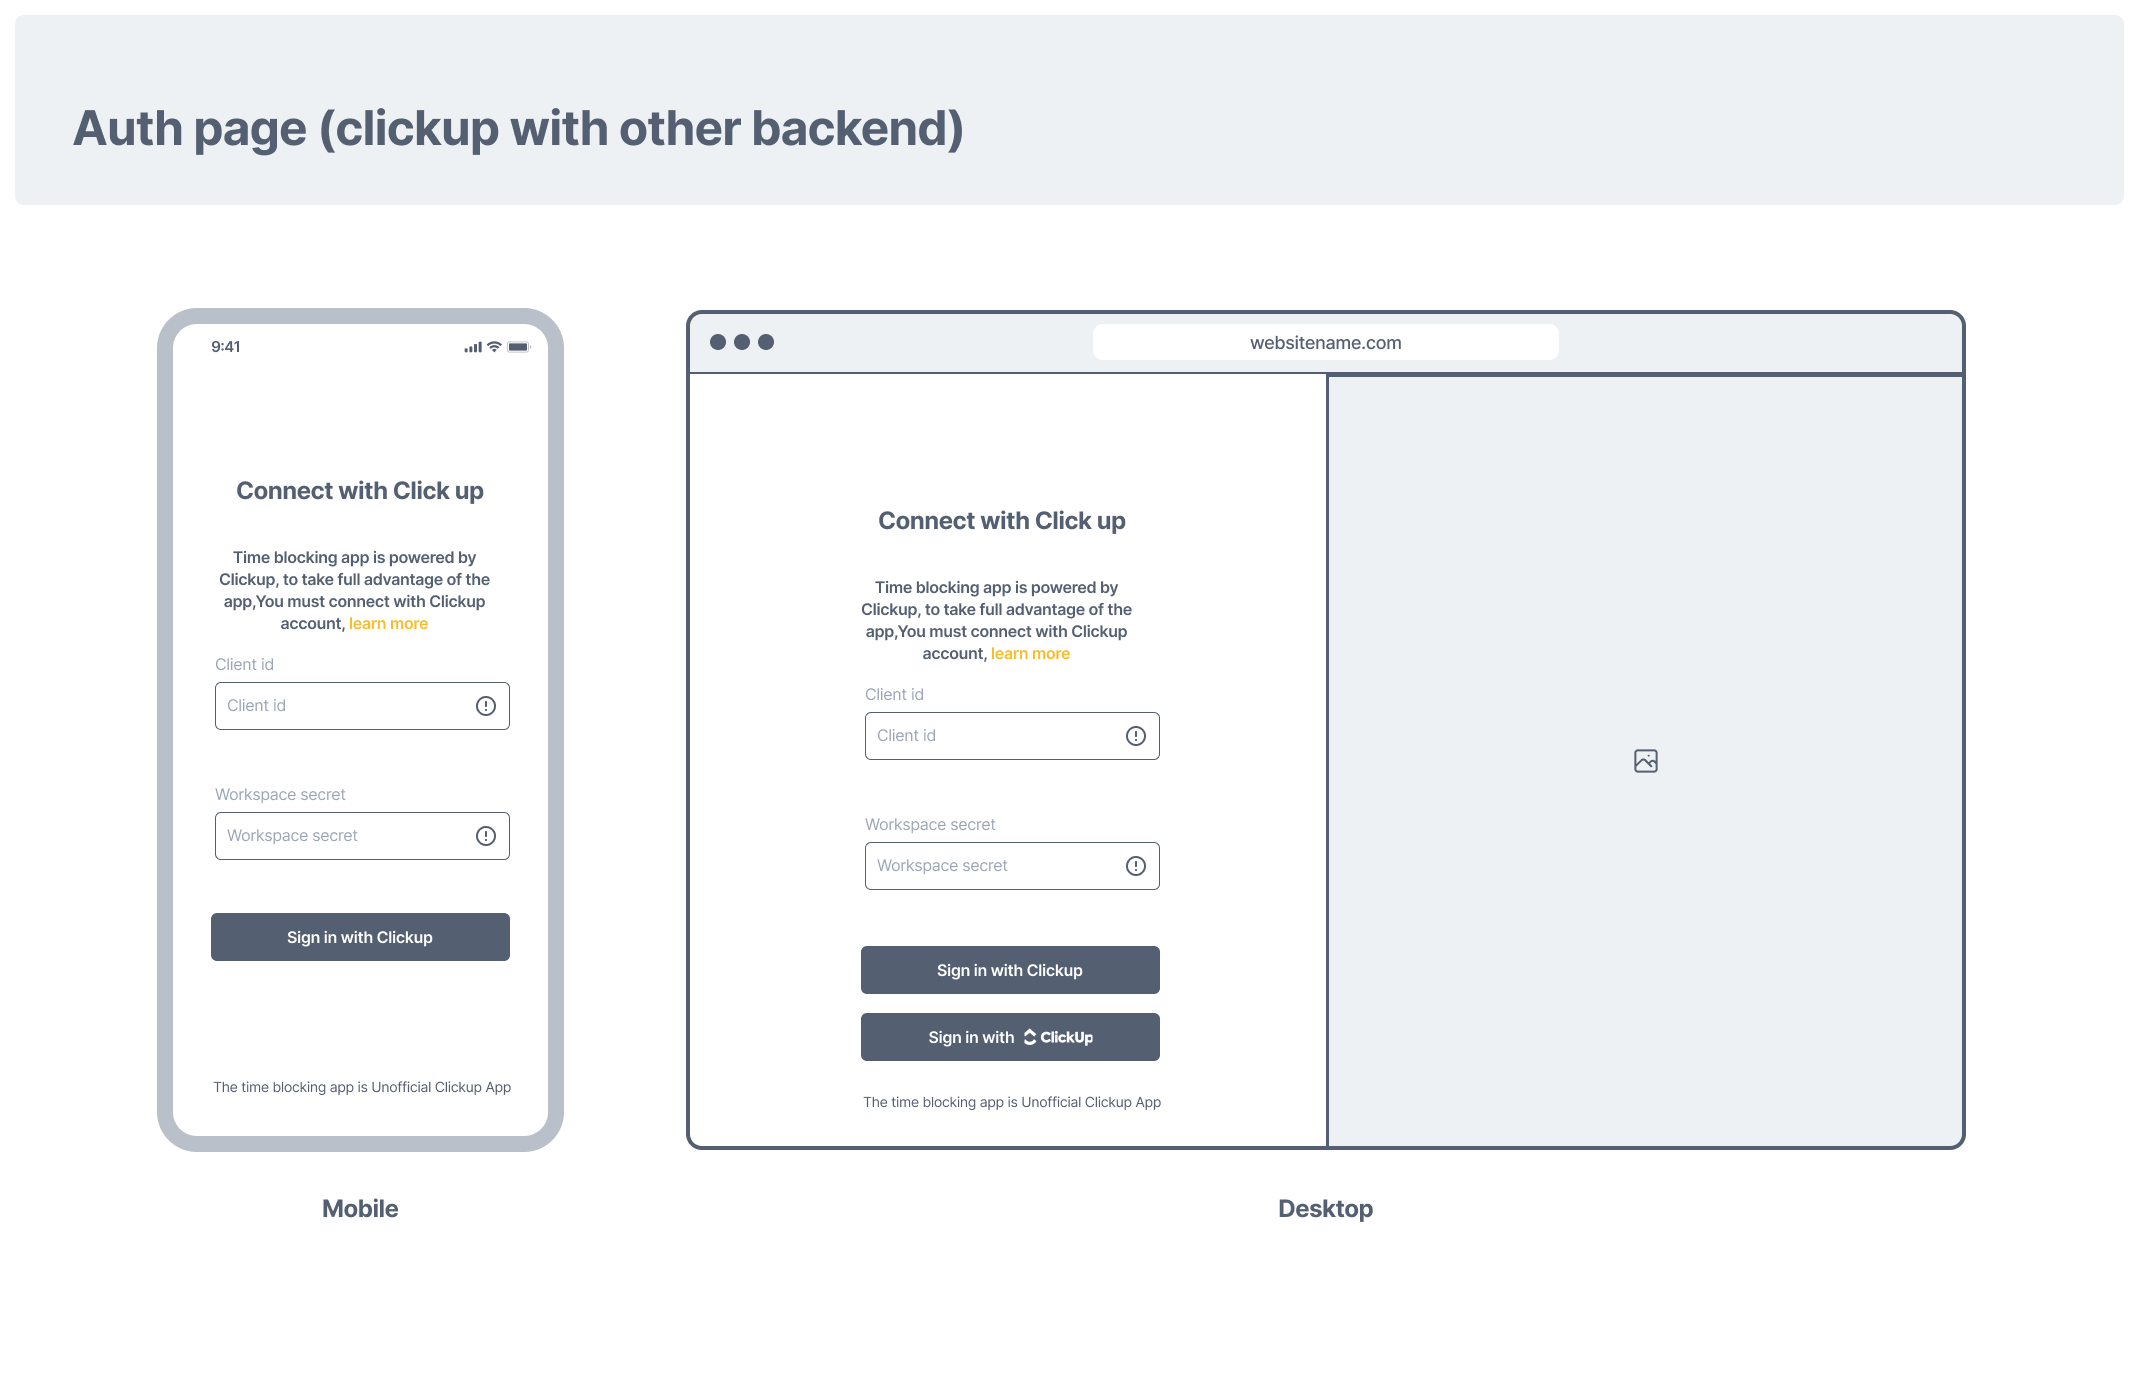 Auth page (clickup with other backend)
9:41
Connect with Click up
Time blocking app is powered by
Clickup, to take full advantage of the
app,You must connect with Clickup
account, learn more
Client id
Client id
Workspace secret
Workspace secret
Sign in with Clickup
The time blocking app is Unofficial Clickup App
Mobile
websitename.com
Connect with Click up
Time blocking app is powered by
Clickup, to take full advantage of the
app,You must connect with Clickup
account, learn more
Client id
Client id
Workspace secret
Workspace secret
Sign in with Clickup
Sign in with ClickUp
The time blocking app is Unofficial Clickup App
Desktop